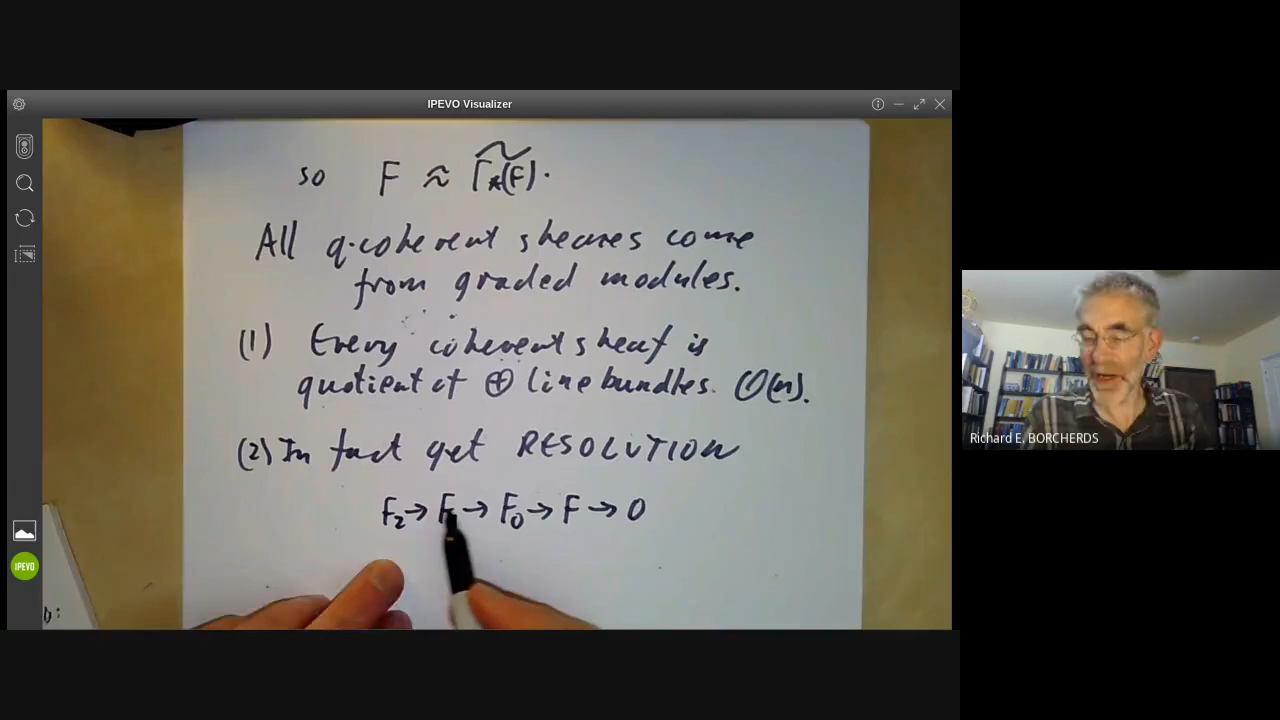 IPEVO Visualizer
so F ≈ Γ̃*(F).
All q-coherent sheaves come
from graded modules.
(1) Every coherent sheaf is
quotient of ⊕ line bundles. O(n).
(2) In fact get RESOLUTION
F₂ → F → F₀ → F → 0
Richard E. BORCHERDS
IPEVO